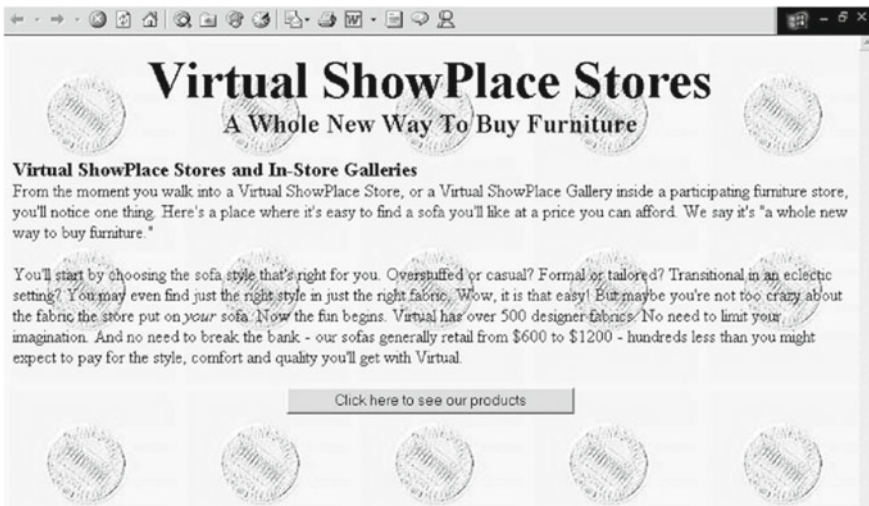 Virtual ShowPlace Stores
A Whole New Way To Buy Furniture
Virtual ShowPlace Stores and In-Store Galleries
From the moment you walk into a Virtual ShowPlace Store, or a Virtual ShowPlace Gallery inside a participating furniture store,
you'll notice one thing. Here's a place where it's easy to find a sofa you'll like at a price you can afford. We say it's "a whole new
way to buy furniture."
You'll start by choosing the sofa style that's right for you. Overstuffed or casual? Formal or tailored? Transitional in an eclectic
setting? You may even find just the right style in just the right fabric. Wow, it is that easy! But maybe you're not too crazy about
the fabric the store put on your sofa. Now the fun begins. Virtual has over 500 designer fabrics. No need to limit your
imagination. And no need to break the bank - our sofas generally retail from $600 to $1200 - hundreds less than you might
expect to pay for the style, comfort and quality you'll get with Virtual.
Click here to see our products